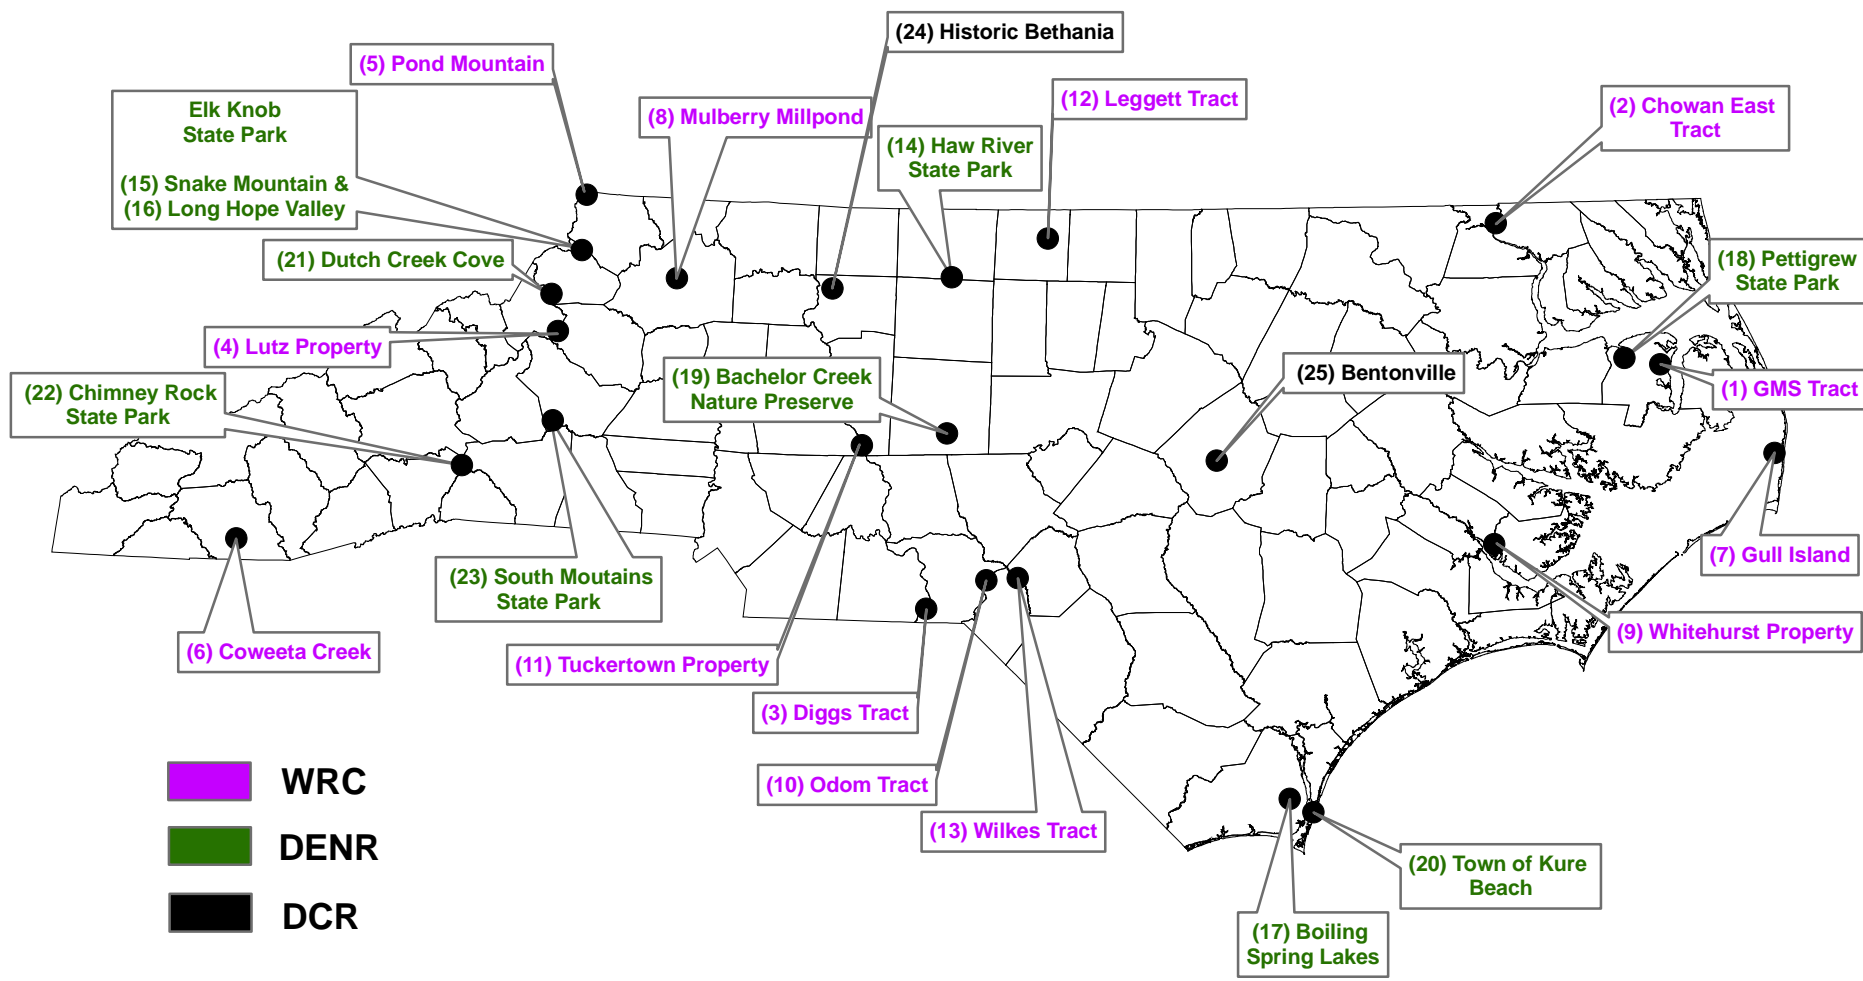 (24) Historic Bethania
(5) Pond Mountain
(12) Leggett Tract
(2) Chowan East
Tract
(8) Mulberry Millpond
Elk Knob
State Park
(15) Snake Mountain &
(16) Long Hope Valley
(14) Haw River
State Park
(21) Dutch Creek Cove
(18) Pettigrew
State Park
(4) Lutz Property
(22) Chimney Rock
State Park
(19) Bachelor Creek
Nature Preserve
(25) Bentonville
(1) GMS Tract
(7) Gull Island
(23) South Moutains
State Park
(9) Whitehurst Property
(6) Coweeta Creek
(11) Tuckertown Property
(3) Diggs Tract
(10) Odom Tract
(13) Wilkes Tract
(20) Town of Kure
Beach
(17) Boiling
Spring Lakes
WRC
DENR
DCR